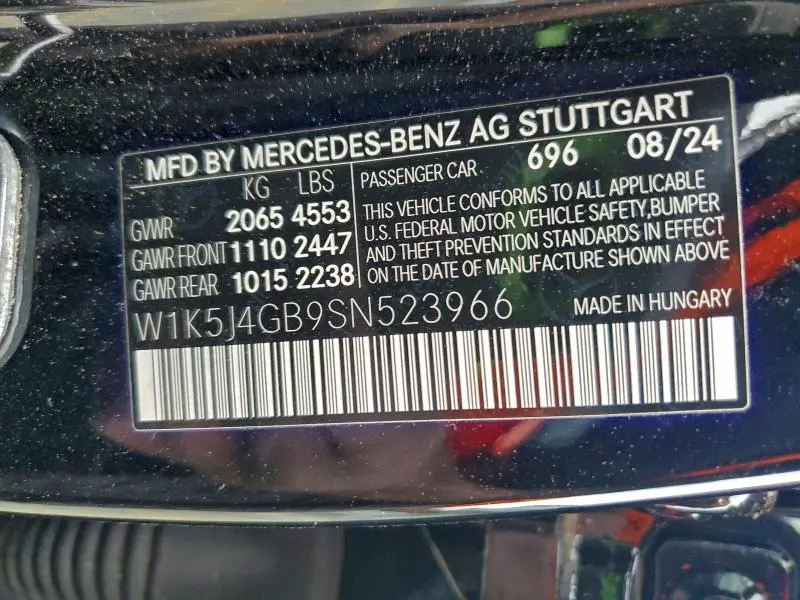 MFD BY MERCEDES-BENZ AG STUTTGART
KG LBS
GVWR 2065 4553
GAWR FRONT 1110 2447
GAWR REAR 1015 2238
PASSENGER CAR 696 08/24
THIS VEHICLE CONFORMS TO ALL APPLICABLE
U.S. FEDERAL MOTOR VEHICLE SAFETY,BUMPER
AND THEFT PREVENTION STANDARDS IN EFFECT
ON THE DATE OF MANUFACTURE SHOWN ABOVE
W1K5J4GB9SN523966
MADE IN HUNGARY